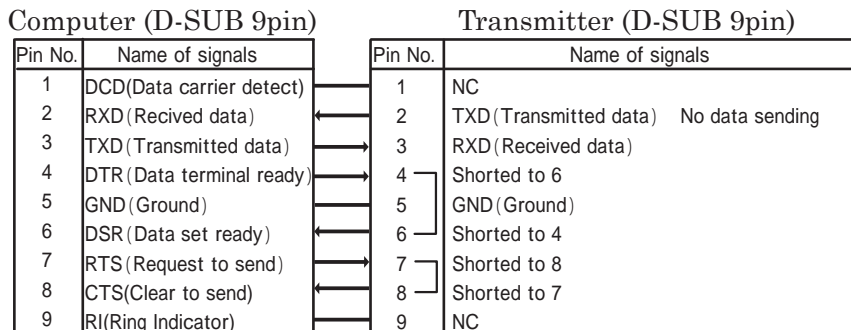 Computer (D-SUB 9pin) Transmitter (D-SUB 9pin)
Pin No. Name of signals Pin No. Name of signals
1 DCD(Data carrier detect) 1 NC
2 RXD(Recived data) 2 TXD(Transmitted data) No data sending
3 TXD(Transmitted data) 3 RXD(Received data)
4 DTR(Data terminal ready) 4 Shorted to 6
5 GND(Ground) 5 GND(Ground)
6 DSR(Data set ready) 6 Shorted to 4
7 RTS(Request to send) 7 Shorted to 8
8 CTS(Clear to send) 8 Shorted to 7
9 RI(Ring Indicator) 9 NC